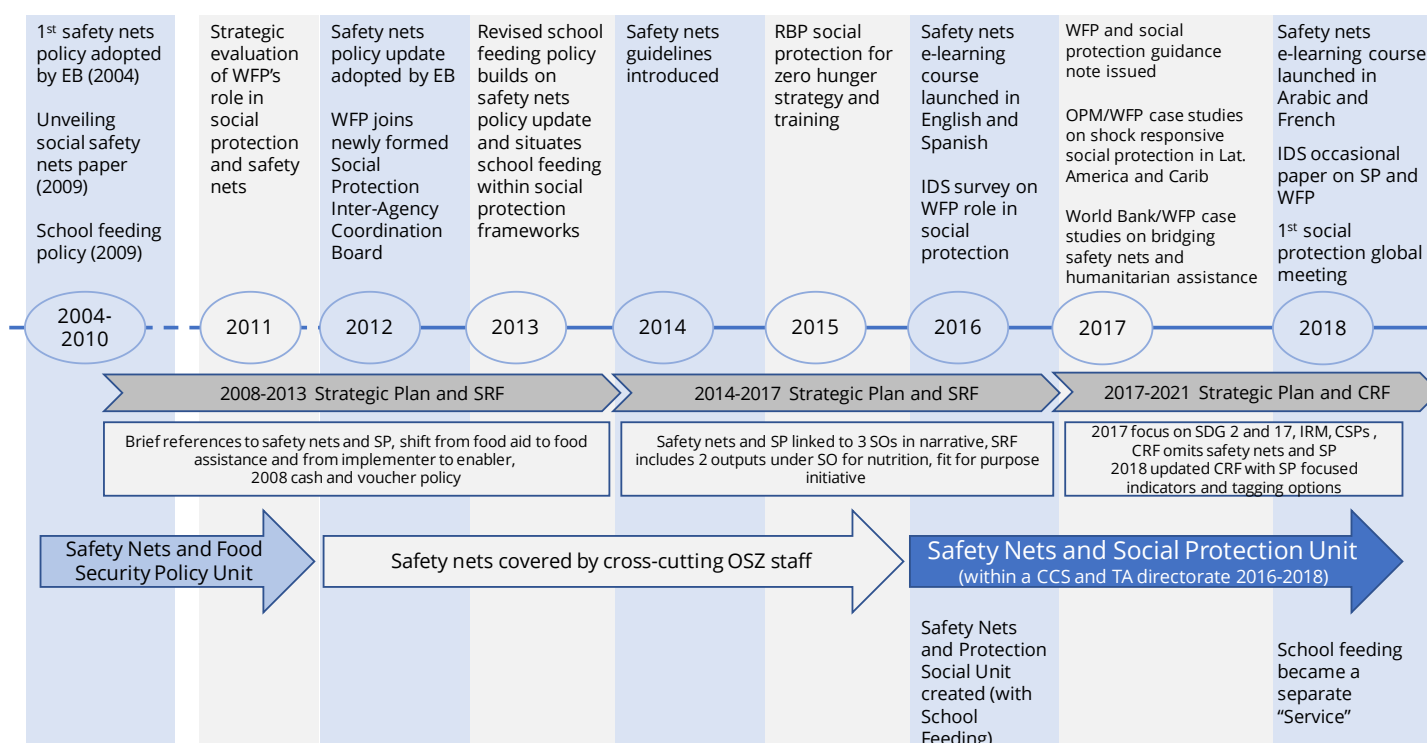 1st safety nets
policy adopted
by EB (2004)
Unveiling
social safety
nets paper
(2009)
School feeding
policy (2009)
Strategic
evaluation
of WFP's
role in
social
protection
and safety
nets
Safety nets
policy update
adopted by EB
WFP joins
newly formed
Social
Protection
Inter-Agency
Coordination
Board
Revised school
feeding policy
builds on
safety nets
policy update
and situates
school feeding
within social
protection
frameworks
Safety nets
guidelines
introduced
RBP social
protection for
zero hunger
strategy and
training
Safety nets
e-learning
course
launched in
English and
Spanish
IDS survey on
WFP role in
social
protection
WFP and social
protection guidance
note issued
OPM/WFP case studies
on shock responsive
social protection in Lat.
America and Carib
World Bank/WFP case
studies on bridging
safety nets and
humanitarian assistance
Safety nets
e-learning course
launched in
Arabic and
French
IDS occasional
paper on SP and
WFP
1st social
protection global
meeting
2004-
2010
2011
2012
2013
2014
2015
2016
2017
2018
2008-2013 Strategic Plan and SRF
2014-2017 Strategic Plan and SRF
2017-2021 Strategic Plan and CRF
Brief references to safety nets and SP, shift from food aid to food
assistance and from implementer to enabler,
2008 cash and voucher policy
Safety nets and SP linked to 3 SOs in narrative, SRF
includes 2 outputs under SO for nutrition, fit for purpose
initiative
2017 focus on SDG 2 and 17, IRM, CSPs ,
CRF omits safety nets and SP
2018 updated CRF with SP focused
indicators and tagging options
Safety Nets and Food
Security Policy Unit
Safety nets covered by cross-cutting OSZ staff
Safety Nets and Social Protection Unit
(within a CCS and TA directorate 2016-2018)
Safety Nets
and Protection
Social Unit
created (with
School
Feeding)
School feeding
became a
separate
“Service”